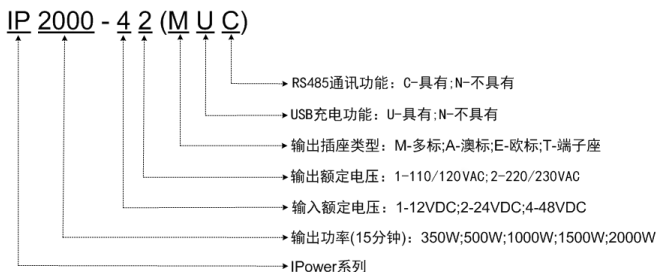 IP 2000 - 4 2 (M U C)
RS485通讯功能：C-具有;N-不具有
USB充电功能：U-具有;N-不具有
输出插座类型：M-多标;A-澳标;E-欧标;T-端子座
输出额定电压：1-110/120VAC;2-220/230VAC
输入额定电压：1-12VDC;2-24VDC;4-48VDC
输出功率(15分钟)：350W;500W;1000W;1500W;2000W
IPower系列